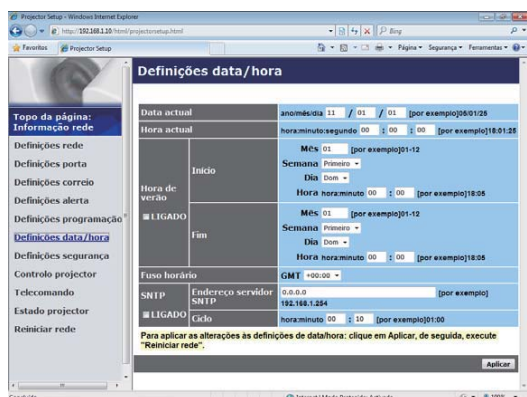 Projector Setup - Windows Internet Explorer
http://192.168.1.10/html/projectorsetup.html
Bing
Favoritos Projector Setup Página Segurança Ferramentas
Definições data/hora
Topo da página:
Informação rede
Definições rede
Definições porta
Definições correio
Definições alerta
Definições programação
Definições data/hora
Definições segurança
Controlo projector
Telecomando
Estado projector
Reiniciar rede
Data actual ano/mês/dia 11 / 01 / 01 [por exemplo]05/01/25
Hora actual hora:minuto:segundo 00 : 00 : 00 [por exemplo]18:01:25
Hora de verão
LIGADO
Início
Mês 01 [por exemplo]01-12
Semana Primeiro
Dia Dom
Hora hora:minuto 00 : 00 [por exemplo]18:05
Fim
Mês 01 [por exemplo]01-12
Semana Primeiro
Dia Dom
Hora hora:minuto 00 : 00 [por exemplo]18:05
Fuso horário GMT +00:00
SNTP
LIGADO
Endereço servidor SNTP
0.0.0.0 [por exemplo]
192.168.1.254
Ciclo hora:minuto 00 : 10 [por exemplo]01:00
Para aplicar as alterações às definições de data/hora: clique em Aplicar, de seguida, execute
"Reiniciar rede".
Aplicar